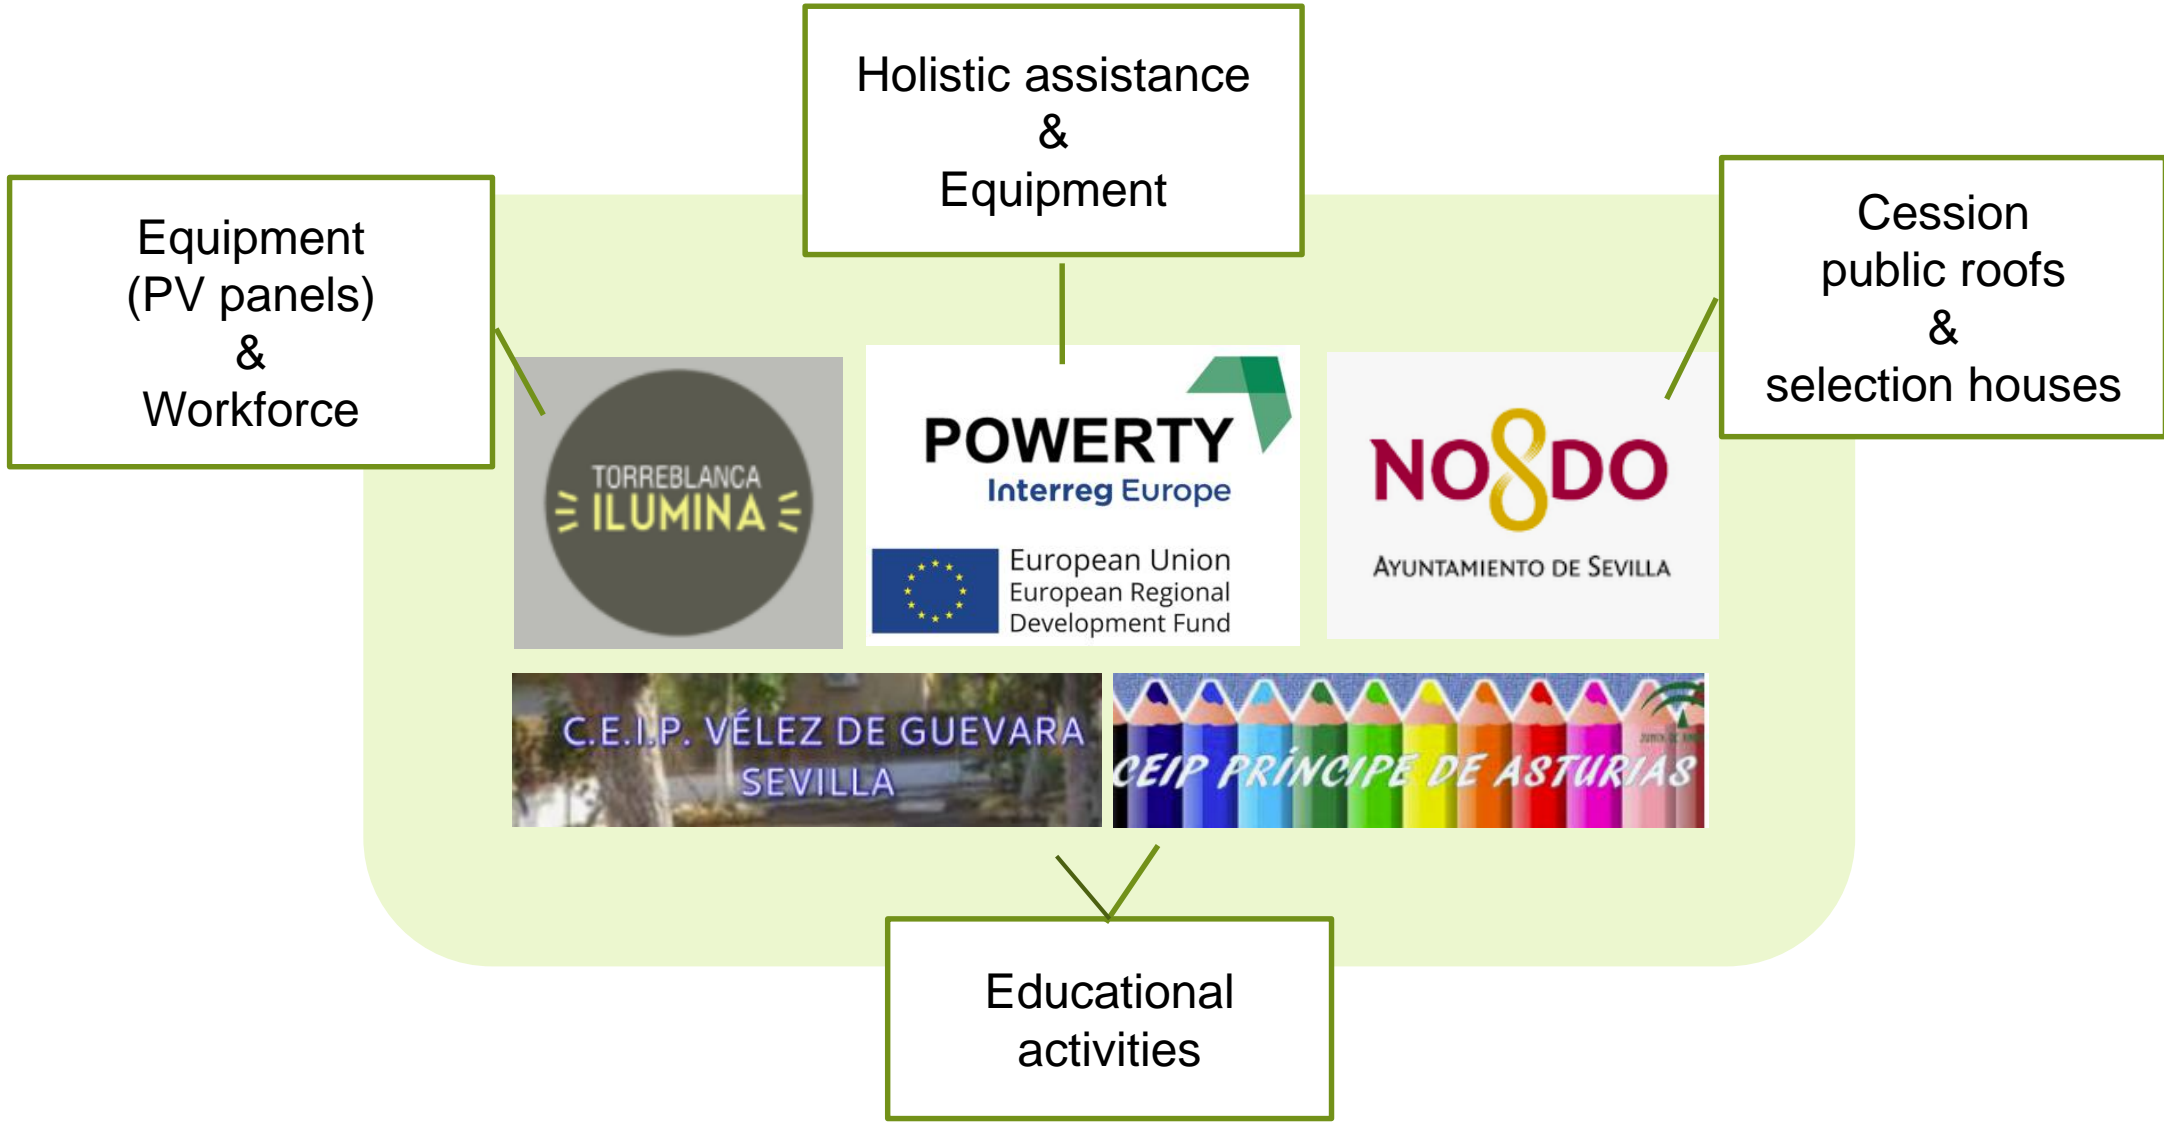 Holistic assistance
&
Equipment
Equipment
(PV panels)
&
Workforce
Cession
public roofs
&
selection houses
TORREBLANCA
ILUMINA
POWERTY
Interreg Europe
European Union
European Regional
Development Fund
NO8DO
AYUNTAMIENTO DE SEVILLA
C.E.I.P. VÉLEZ DE GUEVARA
SEVILLA
CEIP PRÍNCIPE DE ASTURIAS
Educational
activities